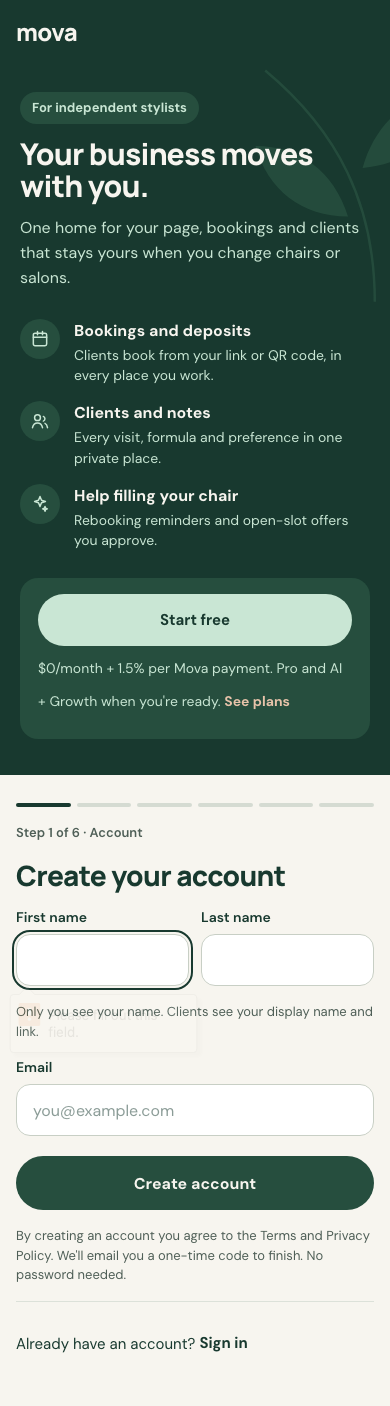 mova
For independent stylists
Your business moves
with you.
One home for your page, bookings and clients
that stays yours when you change chairs or
salons.
Bookings and deposits
Clients book from your link or QR code, in
every place you work.
Clients and notes
Every visit, formula and preference in one
private place.
Help filling your chair
Rebooking reminders and open-slot offers
you approve.
Start free
$0/month + 1.5% per Mova payment. Pro and AI
+ Growth when you're ready. See plans
Step 1 of 6 · Account
Create your account
First name
Last name
Only you see your name. Clients see your display name and
link.
field.
Email
you@example.com
Create account
By creating an account you agree to the Terms and Privacy
Policy. We'll email you a one-time code to finish. No
password needed.
Already have an account? Sign in